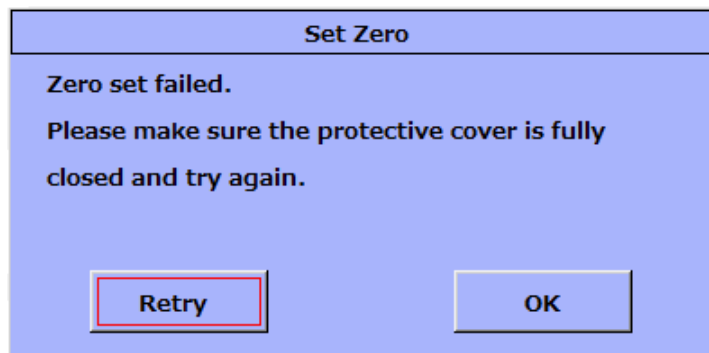 Set Zero
Zero set failed.
Please make sure the protective cover is fully
closed and try again.
Retry
OK